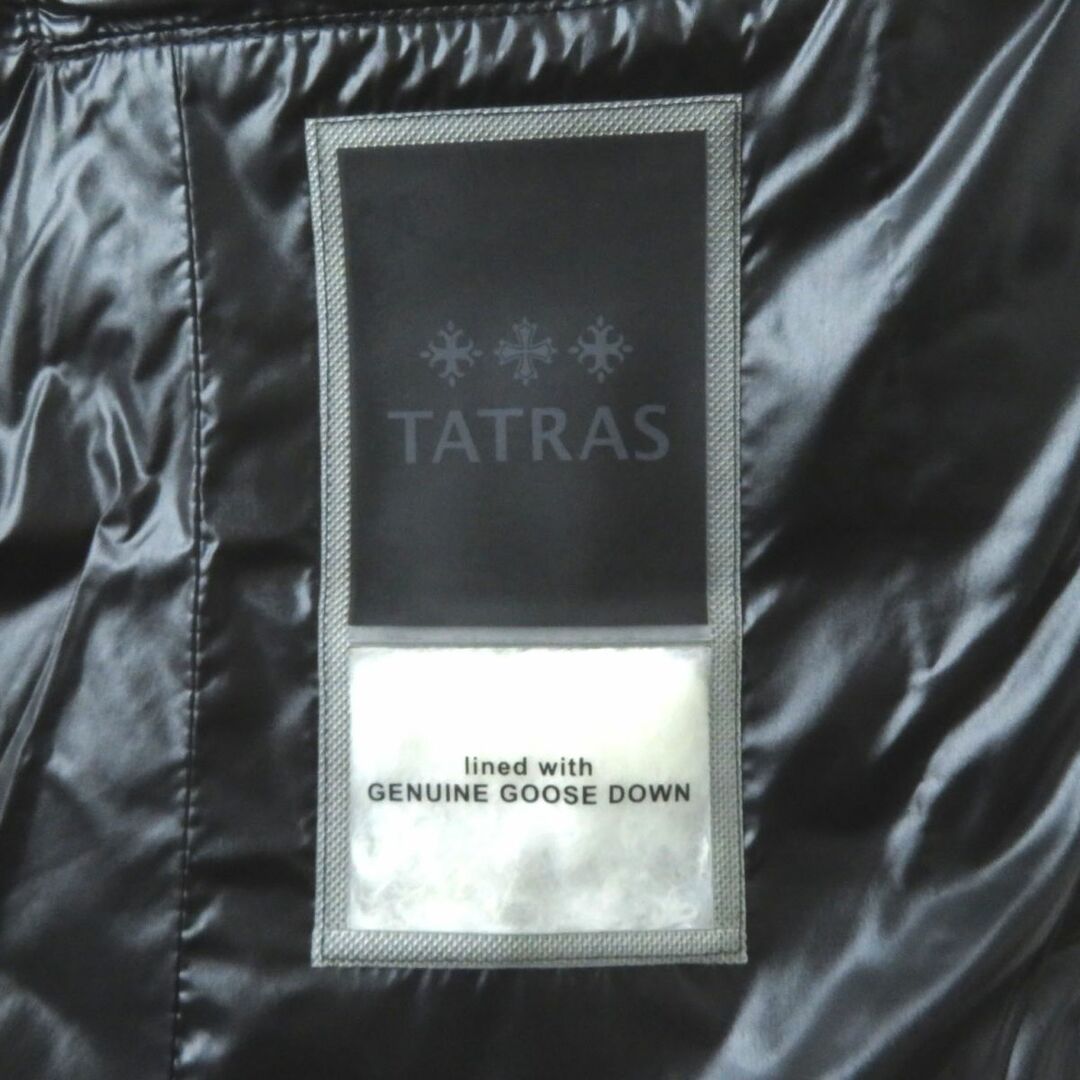 TATRAS
lined with
GENUINE GOOSE DOWN